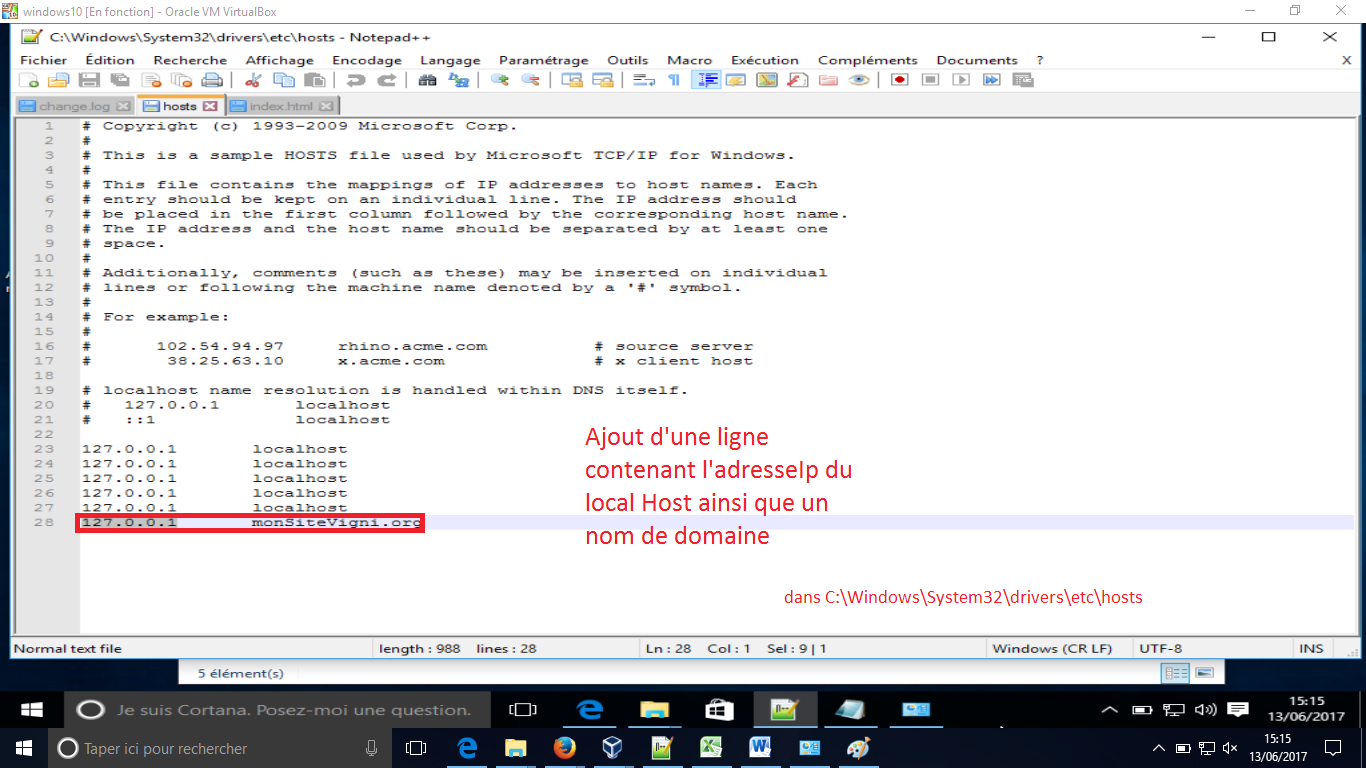 windows10 [En fonction] - Oracle VM VirtualBox
C:\Windows\System32\drivers\etc\hosts - Notepad++
Fichier Édition Recherche Affichage Encodage Langage Paramétrage Outils Macro Exécution Compléments Documents ? X
change.log hosts index.html
1 # Copyright (c) 1993-2009 Microsoft Corp.
2 #
3 # This is a sample HOSTS file used by Microsoft TCP/IP for Windows.
4 #
5 # This file contains the mappings of IP addresses to host names. Each
6 # entry should be kept on an individual line. The IP address should
7 # be placed in the first column followed by the corresponding host name.
8 # The IP address and the host name should be separated by at least one
9 # space.
10 #
11 # Additionally, comments (such as these) may be inserted on individual
12 # lines or following the machine name denoted by a '#' symbol.
13 #
14 # For example:
15 #
16 # 102.54.94.97 rhino.acme.com # source server
17 # 38.25.63.10 x.acme.com # x client host
18
19 # localhost name resolution is handled within DNS itself.
20 # 127.0.0.1 localhost
21 # ::1 localhost
22
23 127.0.0.1 localhost
24 127.0.0.1 localhost
25 127.0.0.1 localhost
26 127.0.0.1 localhost
27 127.0.0.1 localhost
28 127.0.0.1 monSiteVigni.org
Ajout d'une ligne
contenant l'adresseIp du
local Host ainsi que un
nom de domaine
dans C:\Windows\System32\drivers\etc\hosts
Normal text file length : 988 lines : 28 Ln : 28 Col : 1 Sel : 9 | 1 Windows (CR LF) UTF-8 INS
5 élément(s)
Je suis Cortana. Posez-moi une question.
15:15
13/06/2017
Taper ici pour rechercher
15:15
13/06/2017